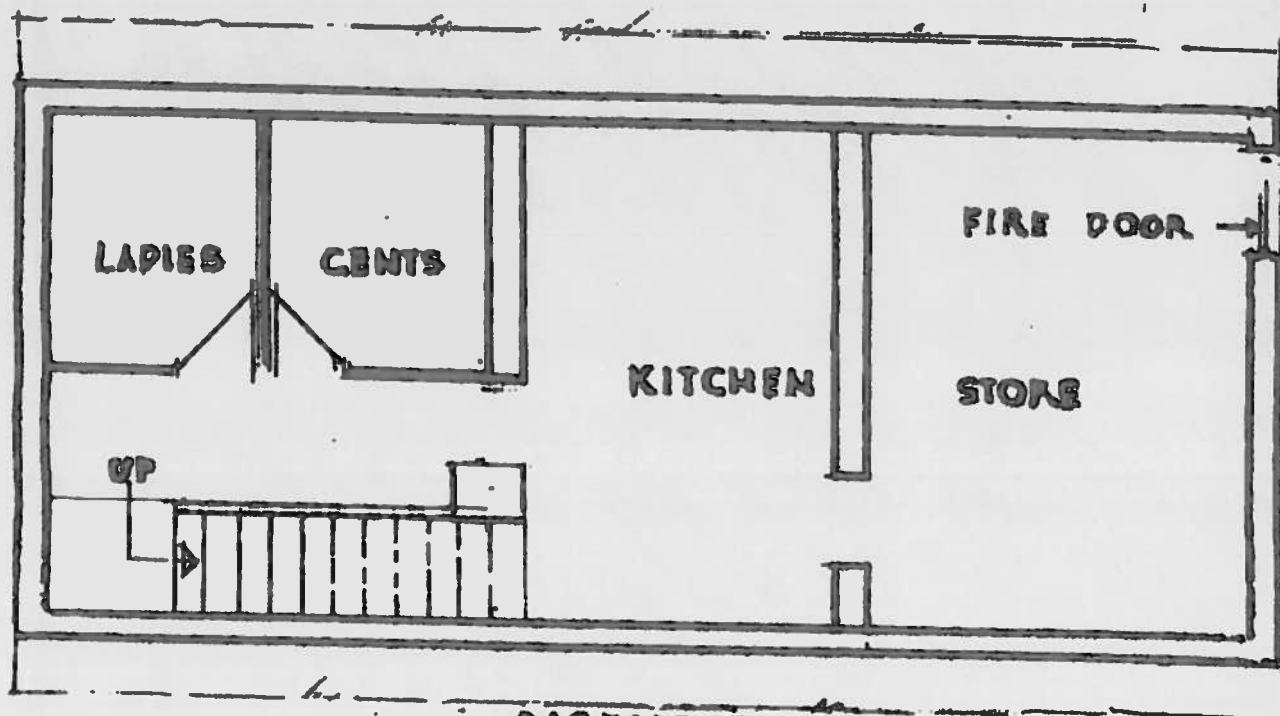 LADIES
GENTS
FIRE DOOR
KITCHEN
STORE
UP